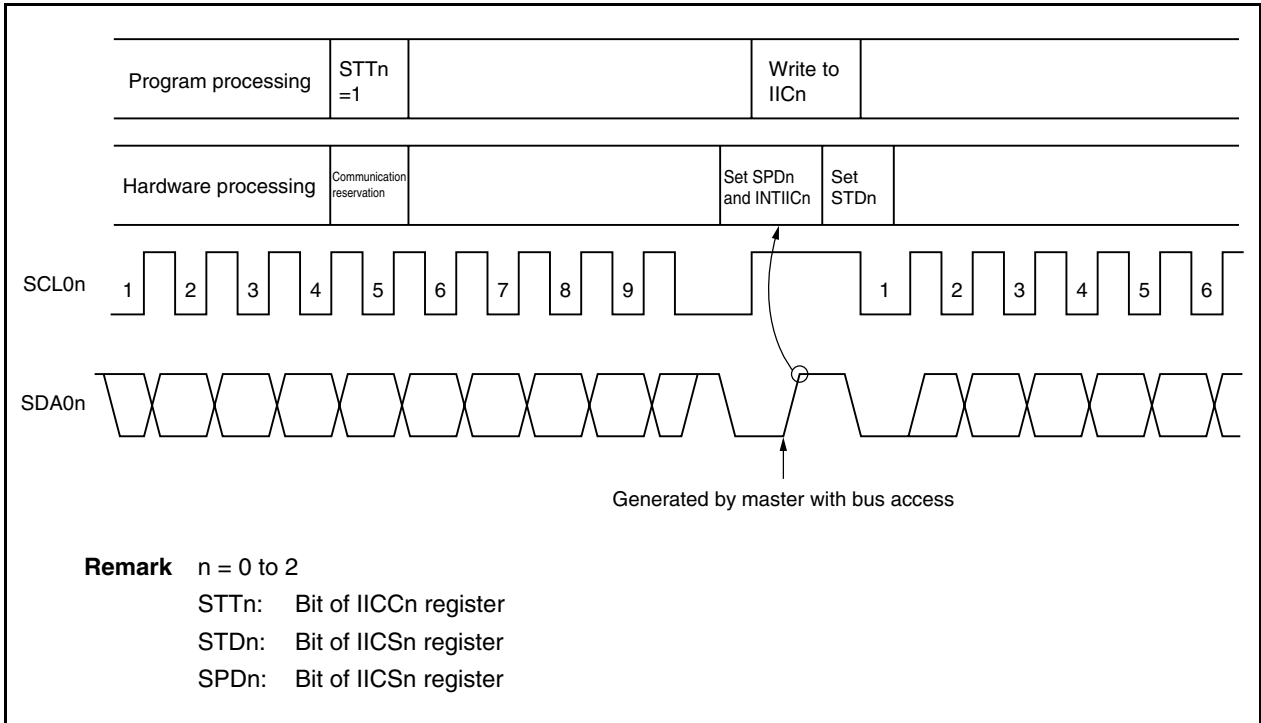 Program processing
STTn
=1
Write to
IICn
Hardware processing
Communication
reservation
Set SPDn
and INTIICn
Set
STDn
SCL0n
1 2 3 4 5 6 7 8 9 1 2 3 4 5 6
SDA0n
Generated by master with bus access
Remark n = 0 to 2
STTn: Bit of IICCn register
STDn: Bit of IICSn register
SPDn: Bit of IICSn register